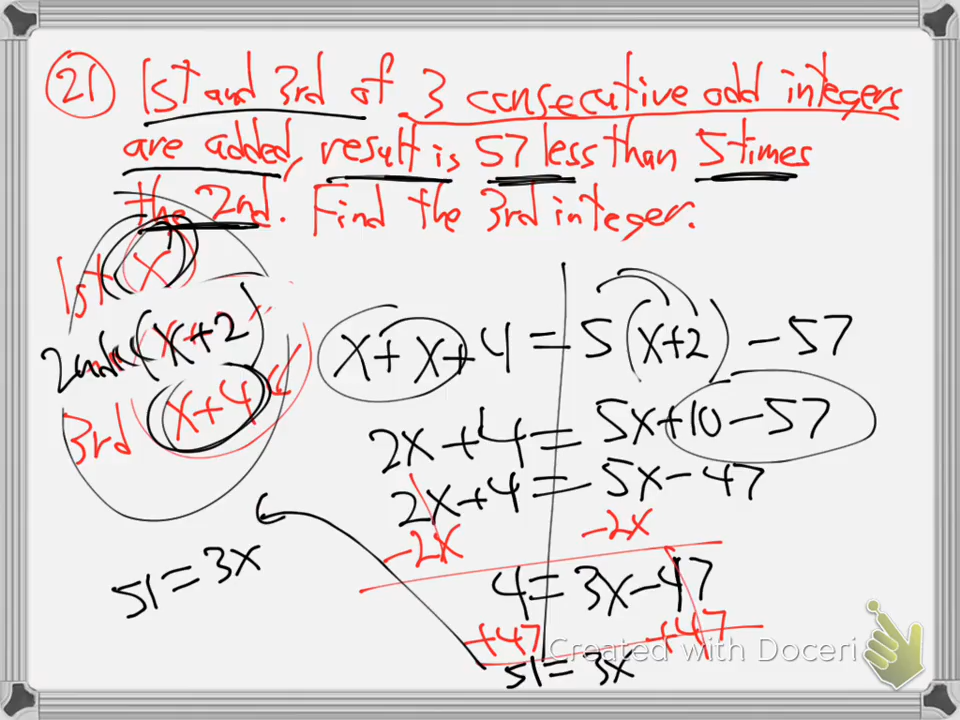 21 1st and 3rd of 3 consecutive odd integers
are added, result is 57 less than 5 times
the 2nd. Find the 3rd integer.
1st x
2nd (x+2)
3rd x+4
x+x+4=5(x+2)-57
2x+4=5x+10-57
2x+4=5x-47
-2x -2x
4=3x-47
+47 +47
51=3x
51=3x
Created with Doceri